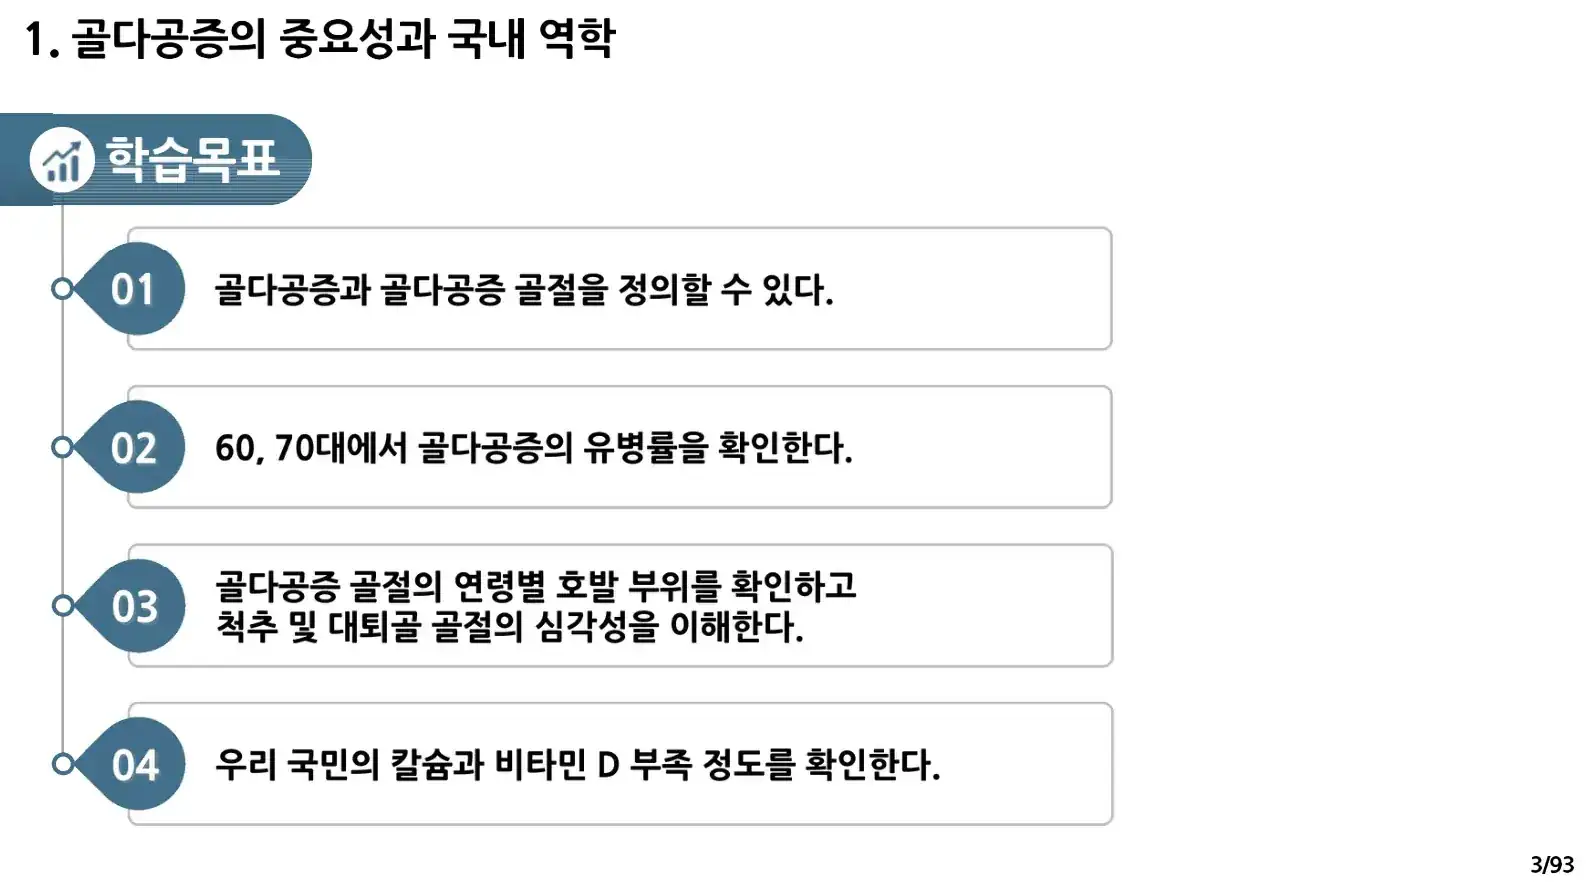 1. 골다공증의 중요성과 국내 역학
학습목표
01
골다공증과 골다공증 골절을 정의할 수 있다.
02
60, 70대에서 골다공증의 유병률을 확인한다.
03
골다공증 골절의 연령별 호발 부위를 확인하고
척추 및 대퇴골 골절의 심각성을 이해한다.
04
우리 국민의 칼슘과 비타민 D 부족 정도를 확인한다.
3/93